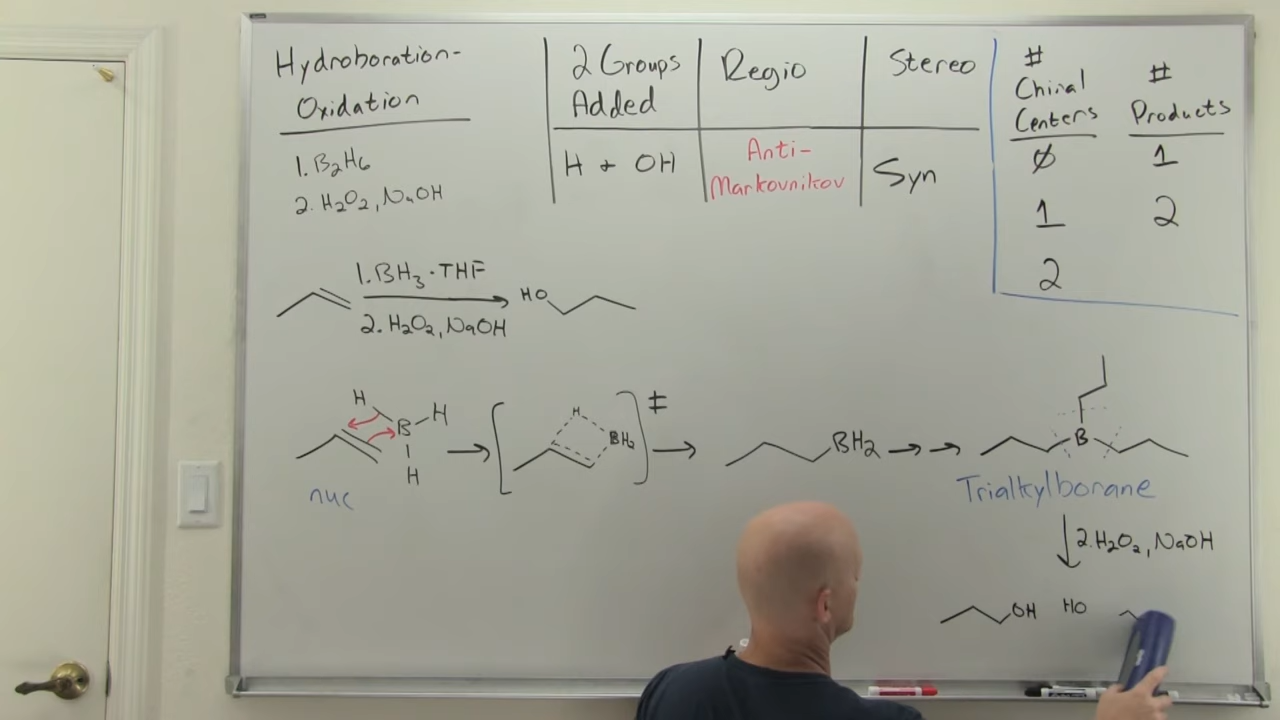 Hydroboration-
Oxidation
1. B2H6
2. H2O2, NaOH
2 Groups
Added
Regio
Stereo
H + OH
Anti-
Markovnikov
Syn
#
Chiral
Centers
#
Products
Ø
1
1
2
2
1. BH3 · THF
2. H2O2, NaOH
HO
H
B
H
H
nuc
H
BH2
‡
BH2
B
Trialkylborane
2. H2O2, NaOH
OH
HO